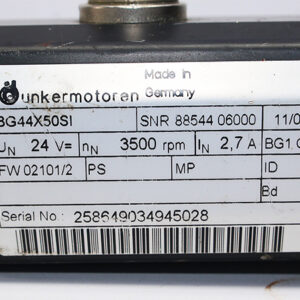 Dunkermotoren
Made in
Germany
BG44X50SI SNR 88544 06000 11/0
UN 24 V= nN 3500 rpm IN 2,7 A BG1
FW 02101/2 PS MP ID
Bd
Serial No.: 258649034945028